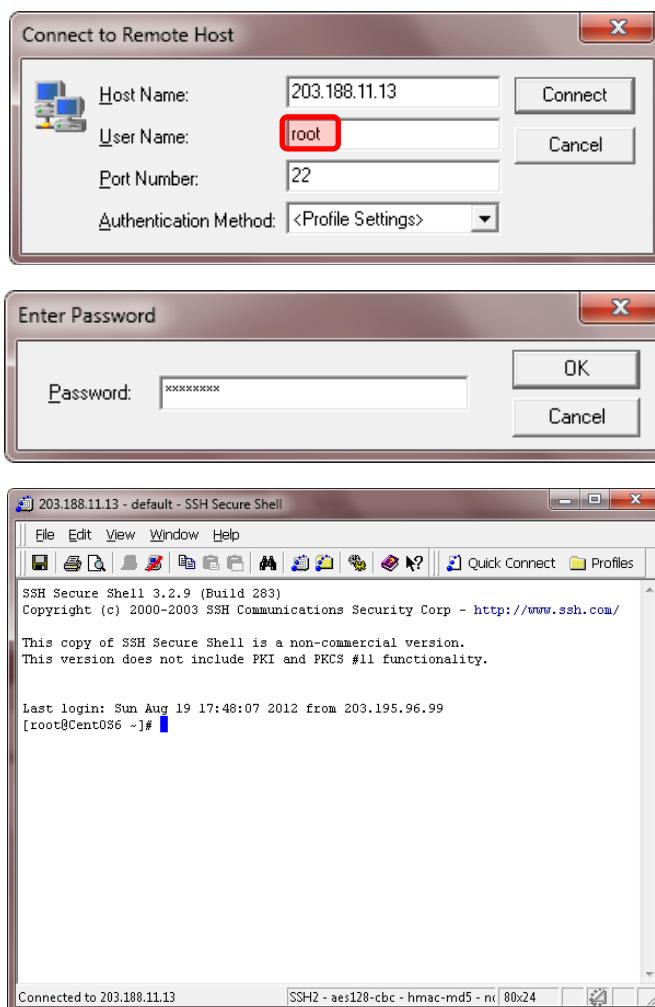 Connect to Remote Host
Host Name: 203.188.11.13 Connect
User Name: root Cancel
Port Number: 22
Authentication Method: <Profile Settings>
Enter Password
Password: xxxxxxxx OK
Cancel
203.188.11.13 - default - SSH Secure Shell
File Edit View Window Help
Quick Connect Profiles
SSH Secure Shell 3.2.9 (Build 283)
Copyright (c) 2000-2003 SSH Communications Security Corp - http://www.ssh.com/
This copy of SSH Secure Shell is a non-commercial version.
This version does not include PKI and PKCS #11 functionality.
Last login: Sun Aug 19 17:48:07 2012 from 203.195.96.99
[root@CentOS6 ~]#
Connected to 203.188.11.13 SSH2 - aes128-cbc - hmac-md5 - 80x24